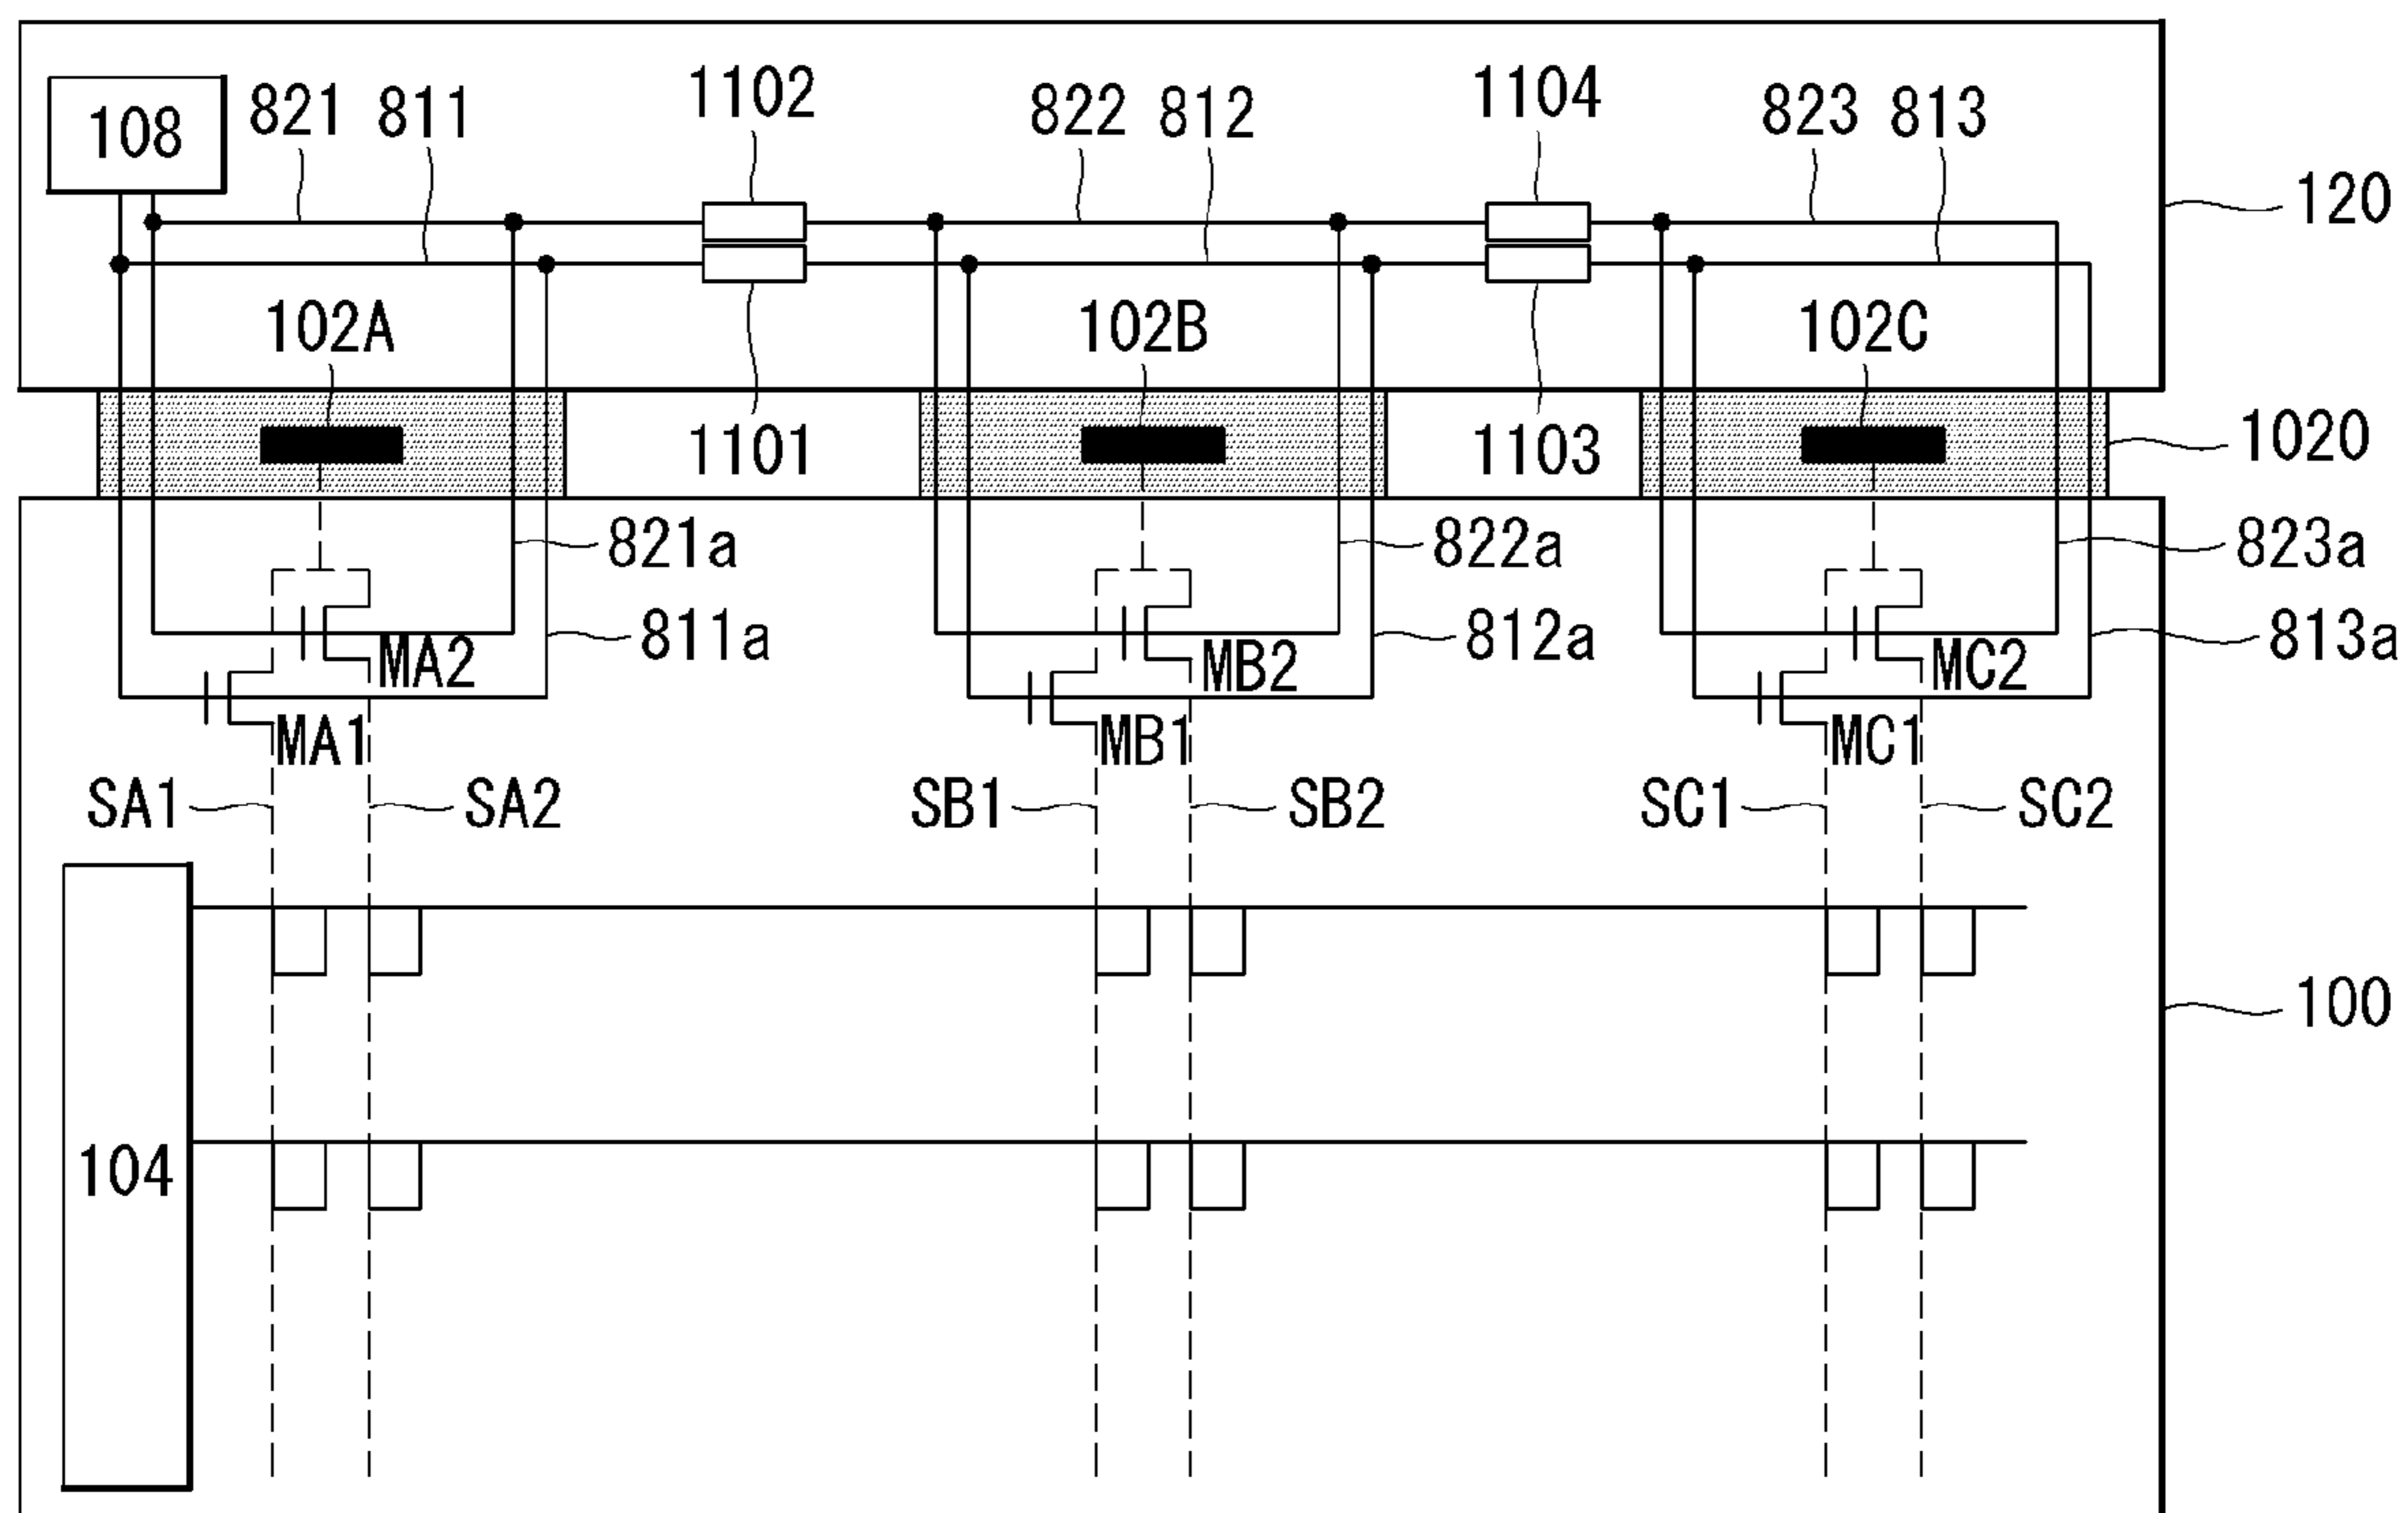 108 821 811 1102 822 812 1104 823 813
120
102A 102B 102C
1101 1103 1020
821a 822a 823a
811a 812a 813a
MA2 MB2 MC2
MA1 MB1 MC1
SA1 SA2 SB1 SB2 SC1 SC2
100
104